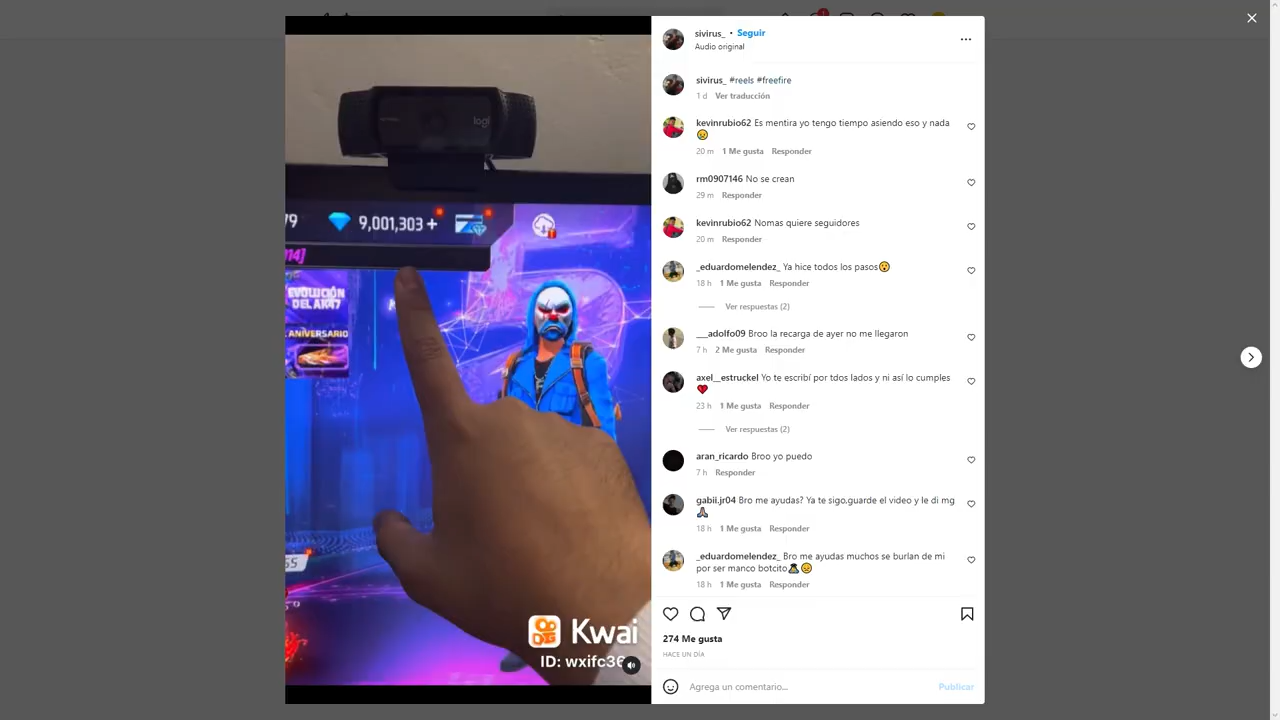 logi
79
9,001,303 +
014]
EVOLUCIÓN
DEL AK47
ANIVERSARIO
Kwai
ID: wxifc36
sivirus_ • Seguir
Audio original
sivirus_ #reels #freefire
1 d Ver traducción
kevinrubio62 Es mentira yo tengo tiempo asiendo eso y nada
😥
20 m 1 Me gusta Responder
rm0907146 No se crean
29 m Responder
kevinrubio62 Nomas quiere seguidores
20 m Responder
_eduardomelendez_ Ya hice todos los pasos😮
18 h 1 Me gusta Responder
Ver respuestas (2)
___adolfo09 Broo la recarga de ayer no me llegaron
7 h 2 Me gusta Responder
axel__estruckel Yo te escribí por tdos lados y ni así lo cumples
❤️
23 h 1 Me gusta Responder
Ver respuestas (2)
aran_ricardo Broo yo puedo
7 h Responder
gabii.jr04 Bro me ayudas? Ya te sigo,guarde el video y le di mg
🙏🏽
18 h 1 Me gusta Responder
_eduardomelendez_ Bro me ayudas muchos se burlan de mi
por ser manco botcito
18 h 1 Me gusta Responder
274 Me gusta
HACE UN DÍA
Agrega un comentario...
Publicar